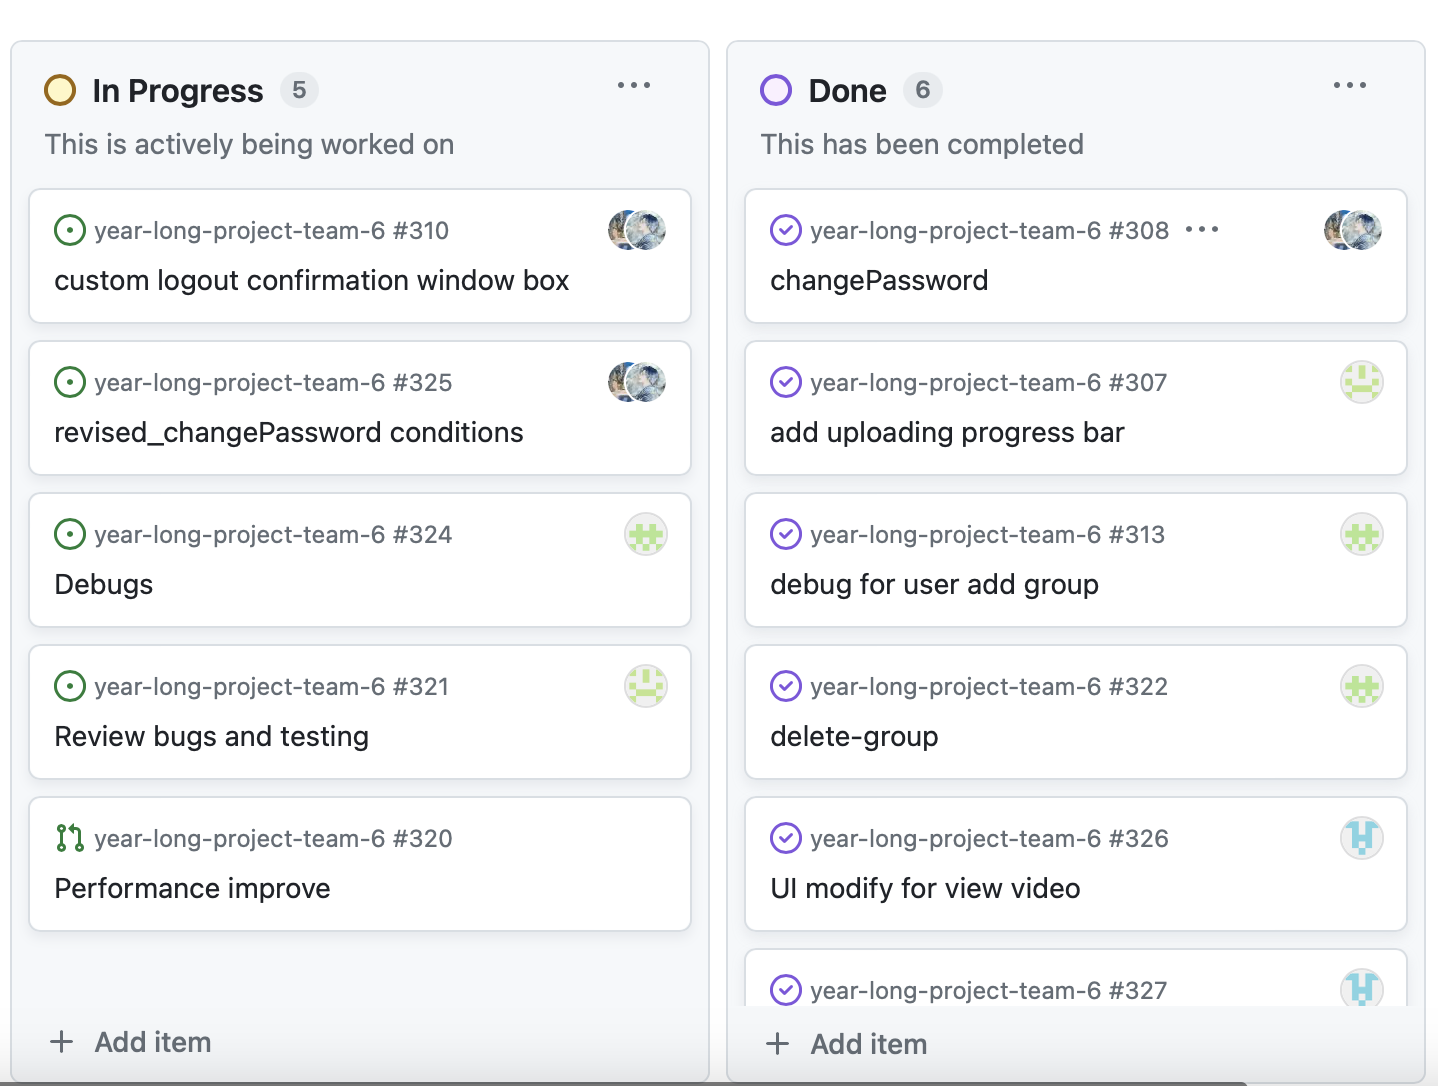 In Progress 5
This is actively being worked on
year-long-project-team-6 #310
custom logout confirmation window box
year-long-project-team-6 #325
revised_changePassword conditions
year-long-project-team-6 #324
Debugs
year-long-project-team-6 #321
Review bugs and testing
year-long-project-team-6 #320
Performance improve
+ Add item
Done 6
This has been completed
year-long-project-team-6 #308
changePassword
year-long-project-team-6 #307
add uploading progress bar
year-long-project-team-6 #313
debug for user add group
year-long-project-team-6 #322
delete-group
year-long-project-team-6 #326
UI modify for view video
year-long-project-team-6 #327
+ Add item